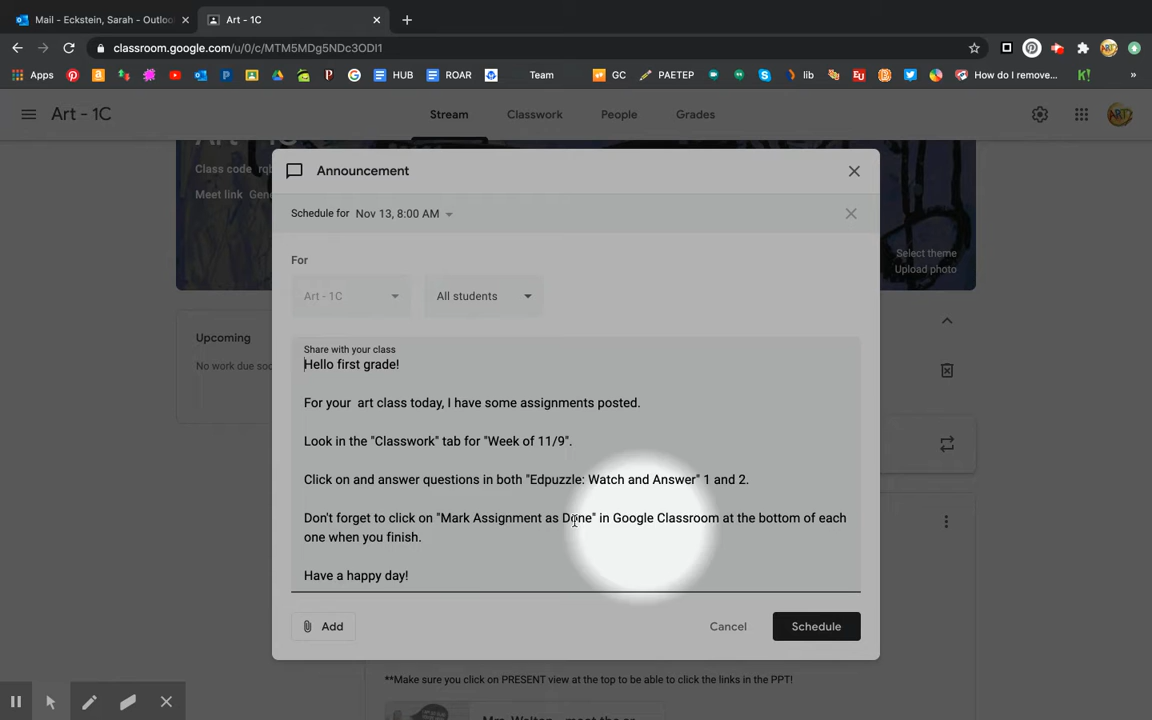 Mail - Eckstein, Sarah - Outlook
Art - 1C
classroom.google.com/u/0/c/MTM5MDg5NDc3ODI1
Apps
HUB
ROAR
Team
GC
PAETEP
lib
How do I remove...
Art - 1C
Stream
Classwork
People
Grades
Class code rqb
Meet link Gene
Select theme
Upload photo
Announcement
Schedule for Nov 13, 8:00 AM
For
Art - 1C
All students
Upcoming
No work due soo
Share with your class
Hello first grade!
For your  art class today, I have some assignments posted.
Look in the "Classwork" tab for "Week of 11/9".
Click on and answer questions in both "Edpuzzle: Watch and Answer" 1 and 2.
Don't forget to click on "Mark Assignment as Done" in Google Classroom at the bottom of each
one when you finish.
Have a happy day!
Add
Cancel
Schedule
**Make sure you click on PRESENT view at the top to be able to click the links in the PPT!